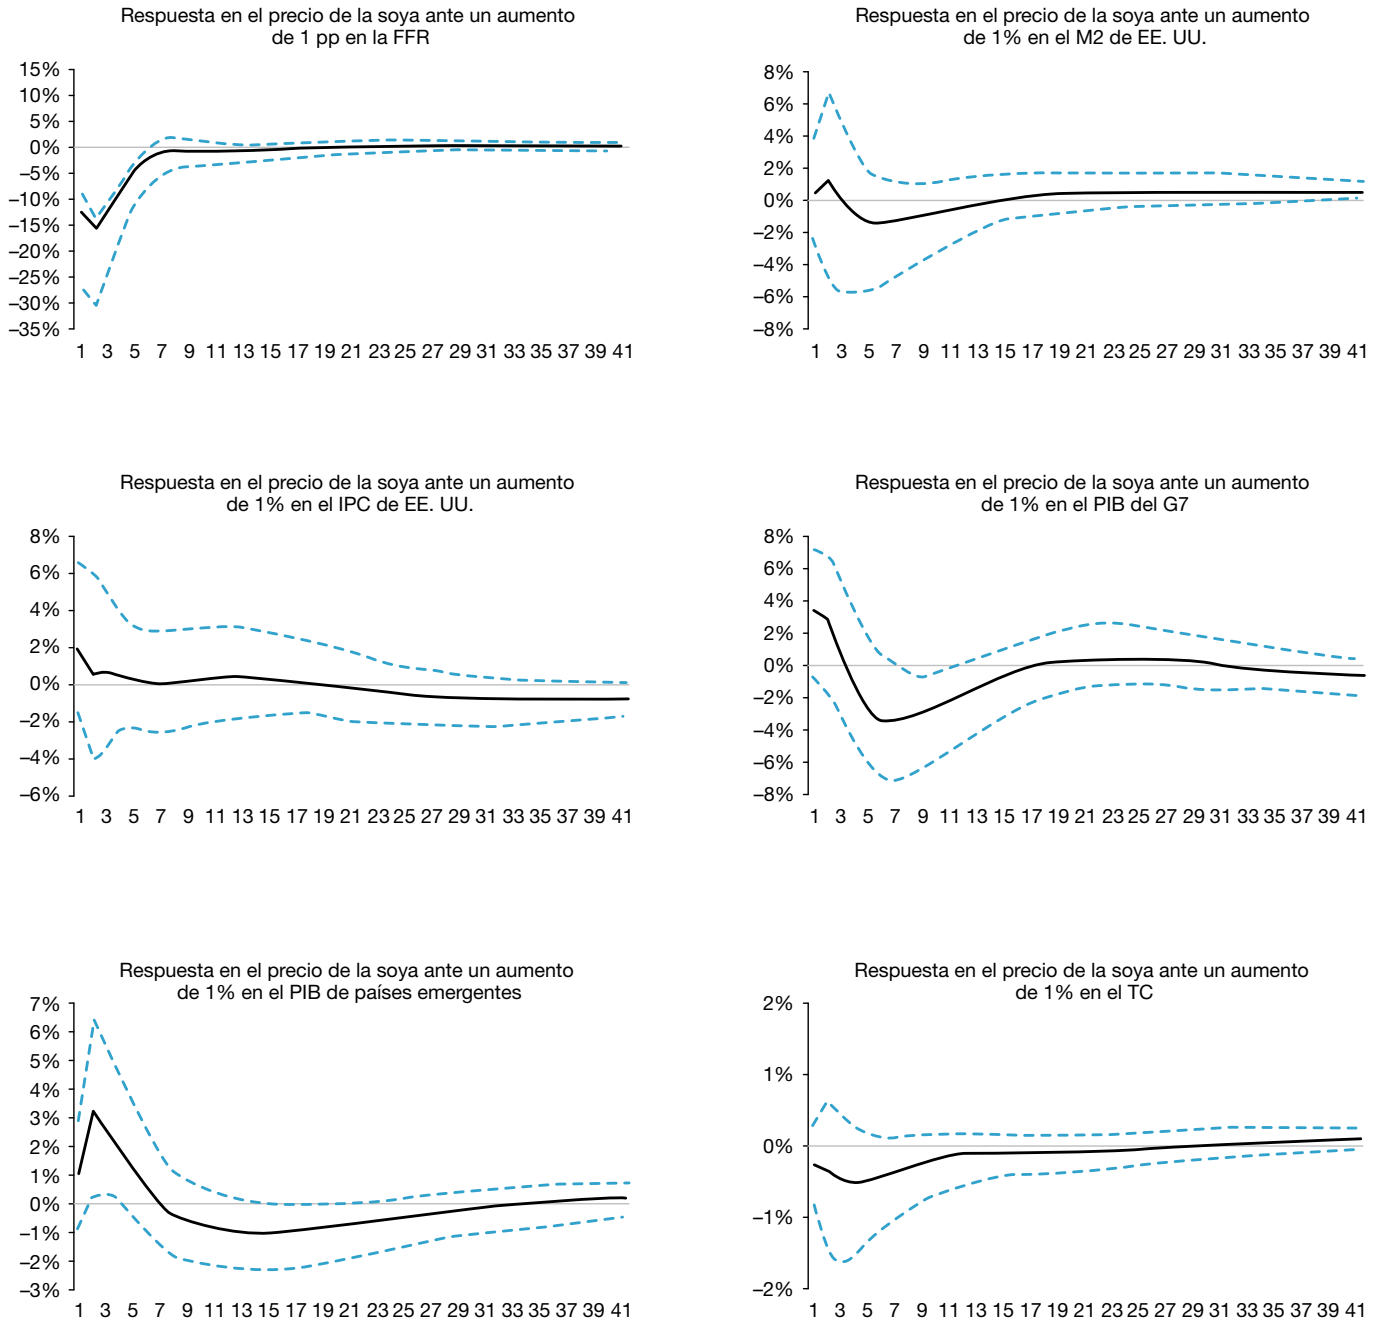 Respuesta en el precio de la soya ante un aumento
de 1 pp en la FFR
15%
10%
5%
0%
–5%
–10%
–15%
–20%
–25%
–30%
–35%
1 3 5 7 9 11 13 15 17 19 21 23 25 27 29 31 33 35 37 39 41
Respuesta en el precio de la soya ante un aumento
de 1% en el M2 de EE. UU.
8%
6%
4%
2%
0%
–2%
–4%
–6%
–8%
1 3 5 7 9 11 13 15 17 19 21 23 25 27 29 31 33 35 37 39 41
Respuesta en el precio de la soya ante un aumento
de 1% en el IPC de EE. UU.
8%
6%
4%
2%
0%
–2%
–4%
–6%
1 3 5 7 9 11 13 15 17 19 21 23 25 27 29 31 33 35 37 39 41
Respuesta en el precio de la soya ante un aumento
de 1% en el PIB del G7
8%
6%
4%
2%
0%
–2%
–4%
–6%
–8%
1 3 5 7 9 11 13 15 17 19 21 23 25 27 29 31 33 35 37 39 41
Respuesta en el precio de la soya ante un aumento
de 1% en el PIB de países emergentes
7%
6%
5%
4%
3%
2%
1%
0%
–1%
–2%
–3%
1 3 5 7 9 11 13 15 17 19 21 23 25 27 29 31 33 35 37 39 41
Respuesta en el precio de la soya ante un aumento
de 1% en el TC
2%
1%
0%
–1%
–2%
1 3 5 7 9 11 13 15 17 19 21 23 25 27 29 31 33 35 37 39 41